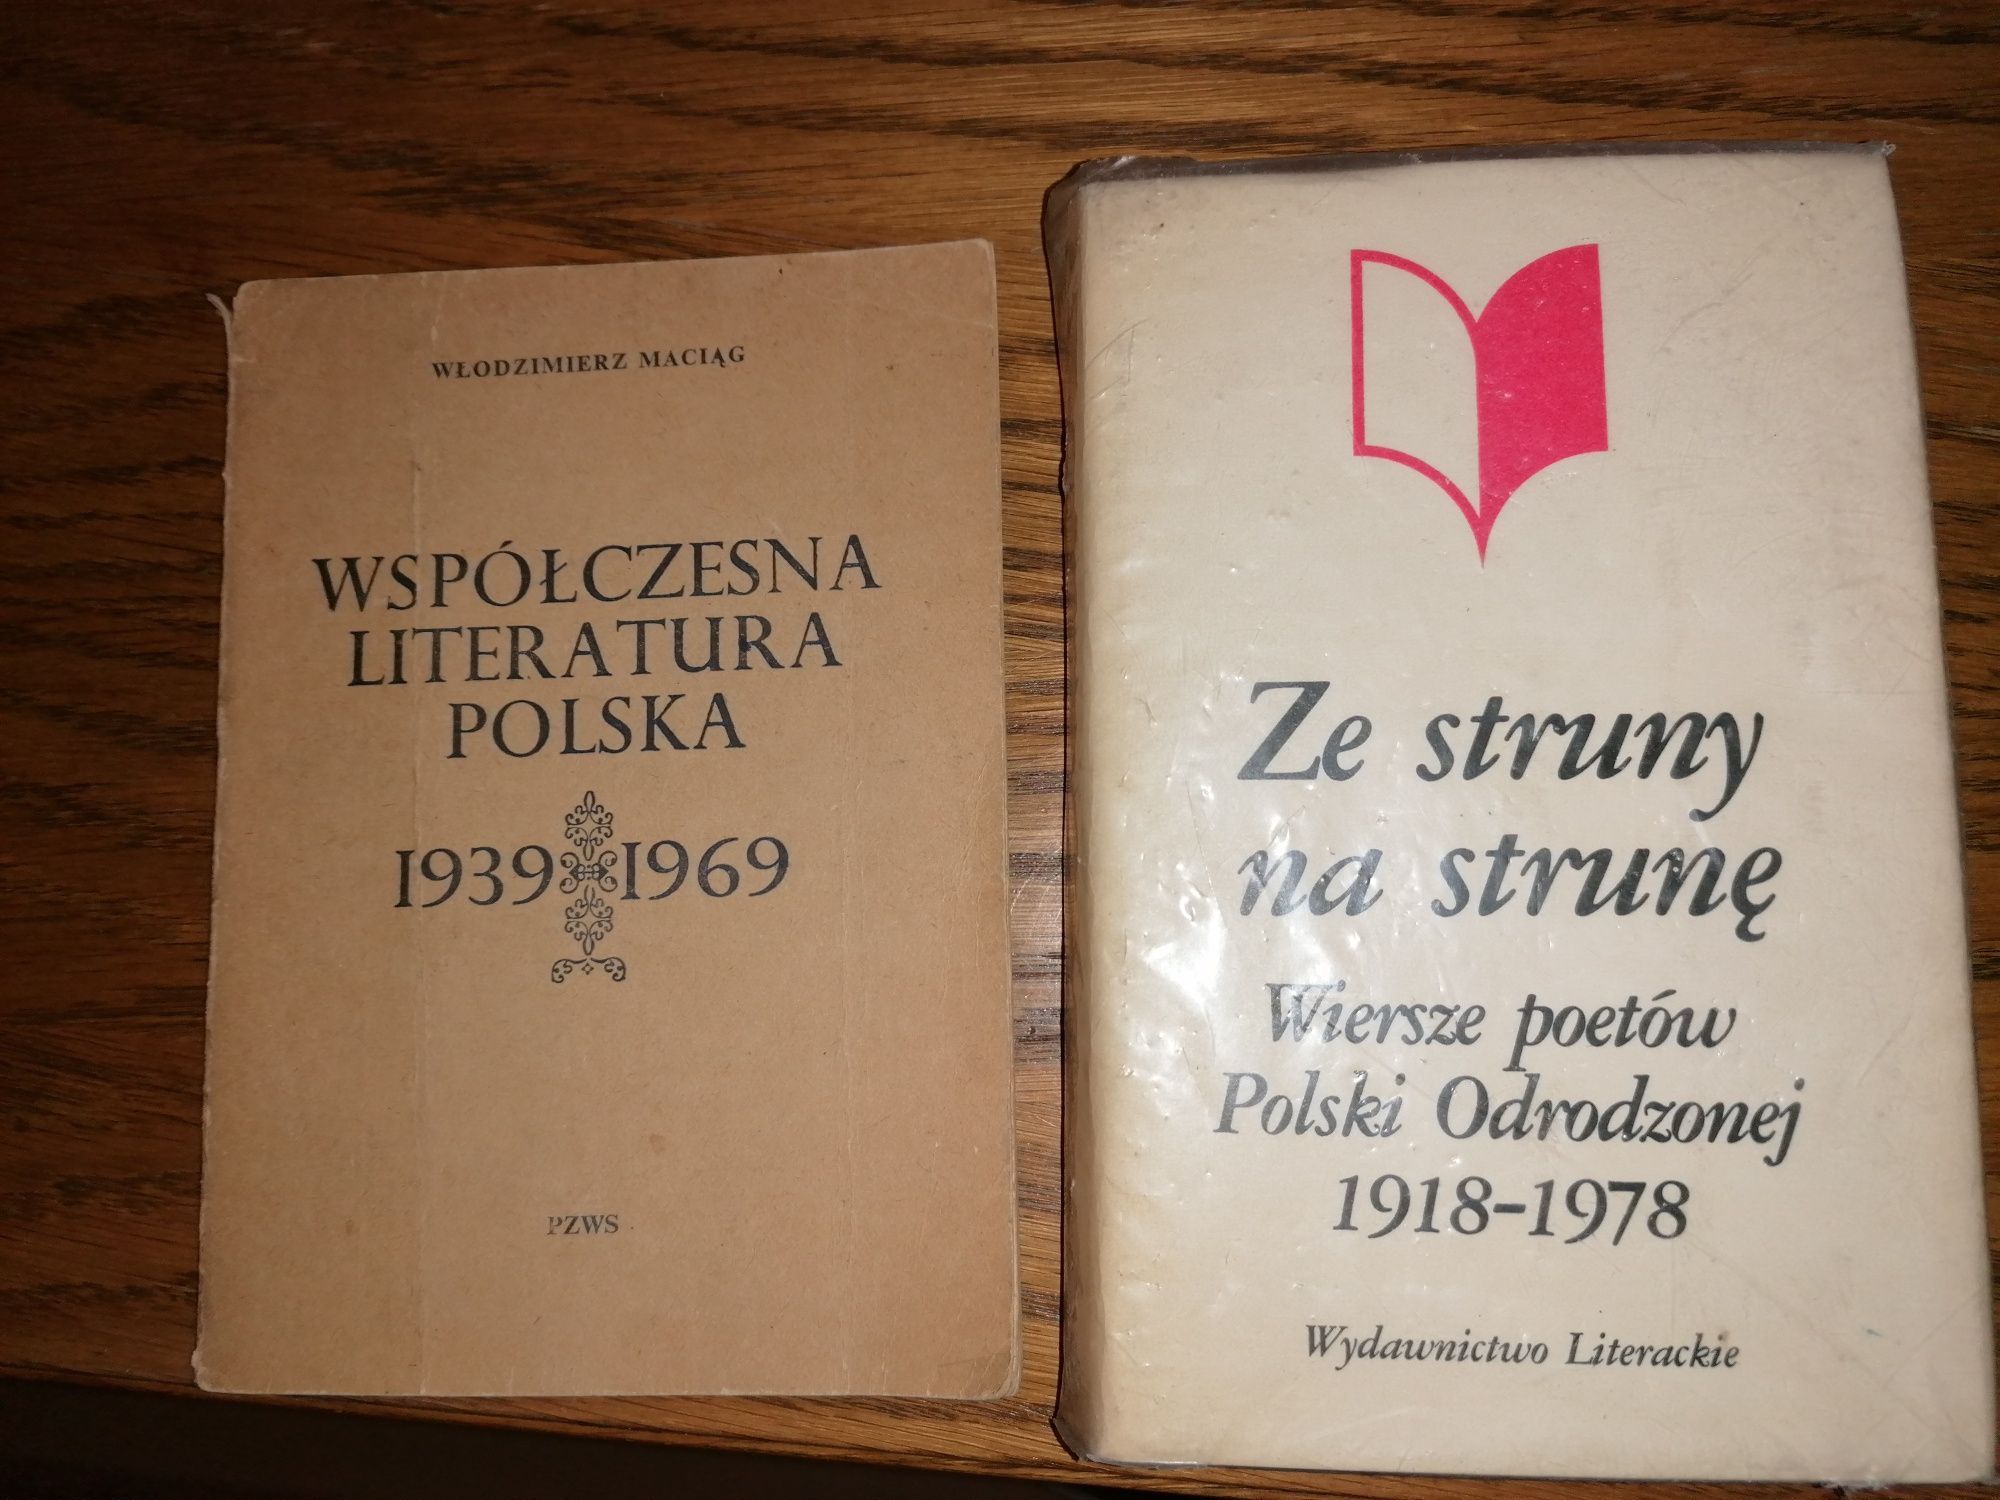 WŁODZIMIERZ MACIĄG
WSPÓŁCZESNA
LITERATURA
POLSKA
1939 1969
PZWS
Ze struny
na strunę
Wiersze poetów
Polski Odrodzonej
1918-1978
Wydawnictwo Literackie